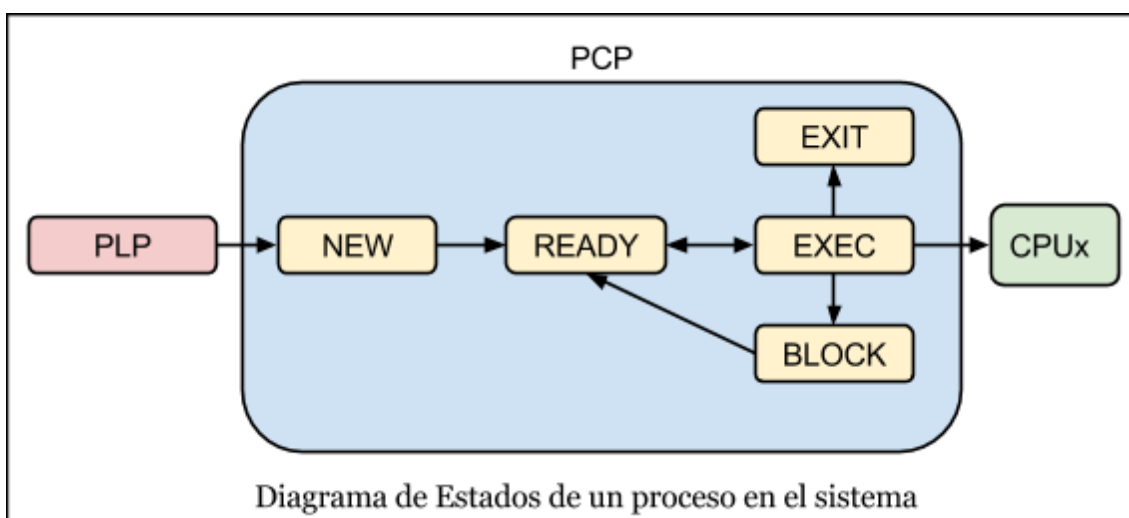 PCP
EXIT
PLP
NEW
READY
EXEC
CPUx
BLOCK
Diagrama de Estados de un proceso en el sistema